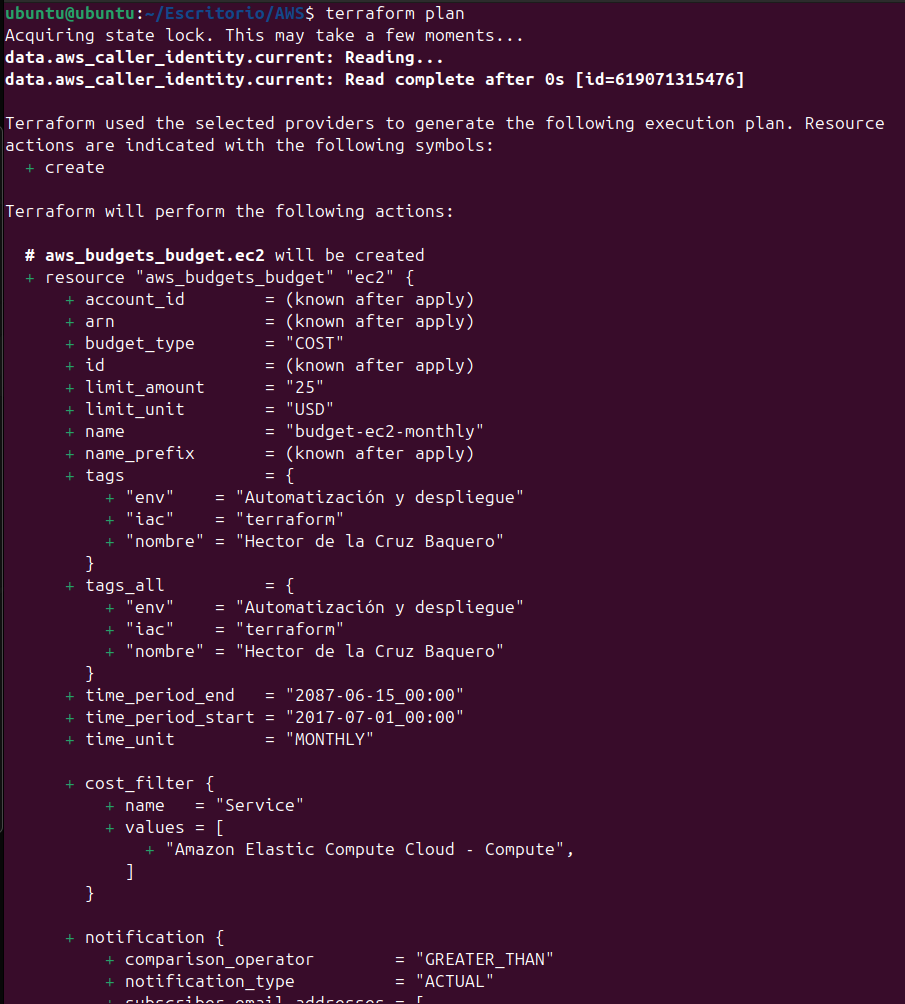 ubuntu@ubuntu:~/Escritorio/AWS$ terraform plan
Acquiring state lock. This may take a few moments...
data.aws_caller_identity.current: Reading...
data.aws_caller_identity.current: Read complete after 0s [id=619071315476]
Terraform used the selected providers to generate the following execution plan. Resource
actions are indicated with the following symbols:
  + create
Terraform will perform the following actions:
  # aws_budgets_budget.ec2 will be created
  + resource "aws_budgets_budget" "ec2" {
      + account_id        = (known after apply)
      + arn               = (known after apply)
      + budget_type       = "COST"
      + id                = (known after apply)
      + limit_amount      = "25"
      + limit_unit        = "USD"
      + name              = "budget-ec2-monthly"
      + name_prefix       = (known after apply)
      + tags              = {
          + "env"    = "Automatización y despliegue"
          + "iac"    = "terraform"
          + "nombre" = "Hector de la Cruz Baquero"
        }
      + tags_all          = {
          + "env"    = "Automatización y despliegue"
          + "iac"    = "terraform"
          + "nombre" = "Hector de la Cruz Baquero"
        }
      + time_period_end   = "2087-06-15_00:00"
      + time_period_start = "2017-07-01_00:00"
      + time_unit         = "MONTHLY"
      + cost_filter {
          + name   = "Service"
          + values = [
              + "Amazon Elastic Compute Cloud - Compute",
            ]
        }
      + notification {
          + comparison_operator        = "GREATER_THAN"
          + notification_type          = "ACTUAL"
          + subscriber_email_addresses = [